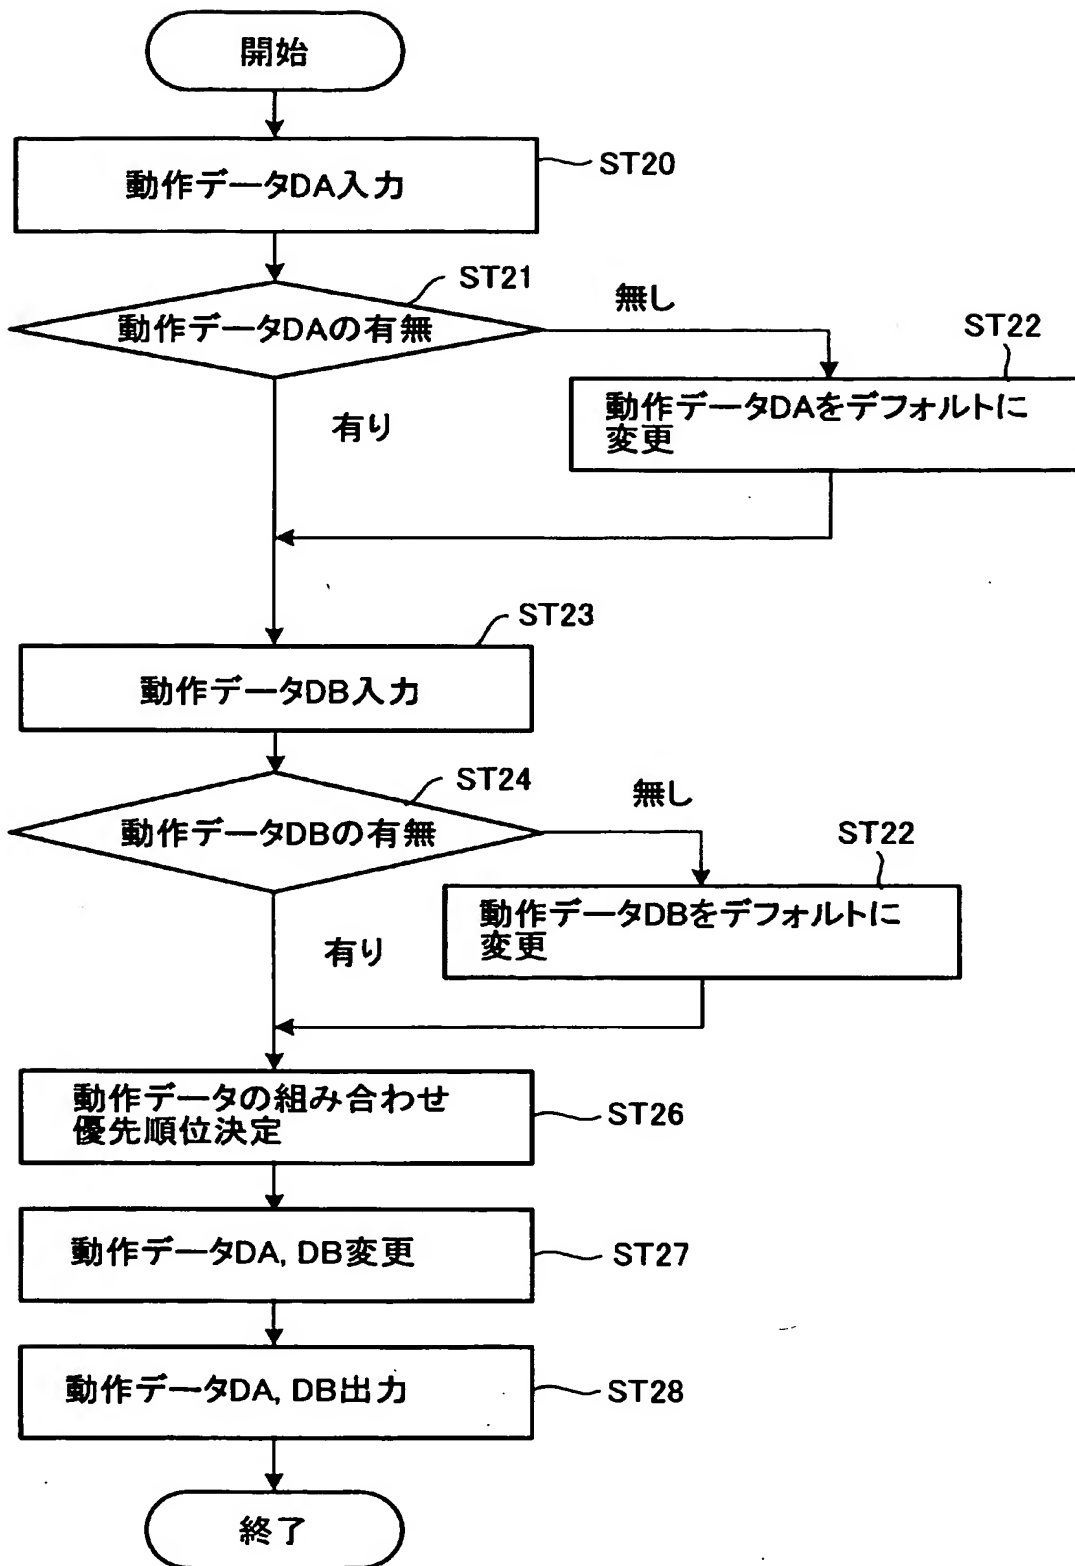 開始
動作データDA入力
ST20
ST21
動作データDAの有無
無し
ST22
動作データDAをデフォルトに
変更
有り
ST23
動作データDB入力
ST24
動作データDBの有無
無し
ST22
動作データDBをデフォルトに
変更
有り
動作データの組み合わせ
優先順位決定
ST26
動作データDA, DB変更
ST27
動作データDA, DB出力
ST28
終了